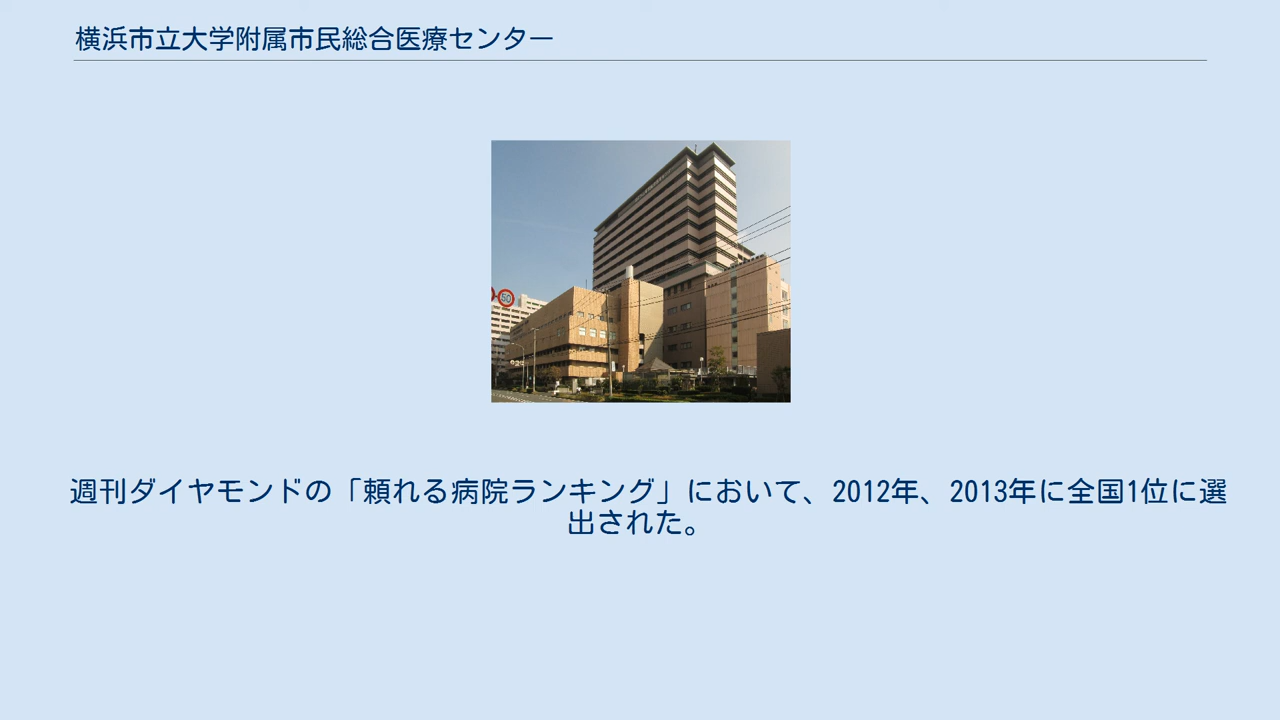 横浜市立大学附属市民総合医療センター
50
週刊ダイヤモンドの「頼れる病院ランキング」において、2012年、2013年に全国1位に選
出された。